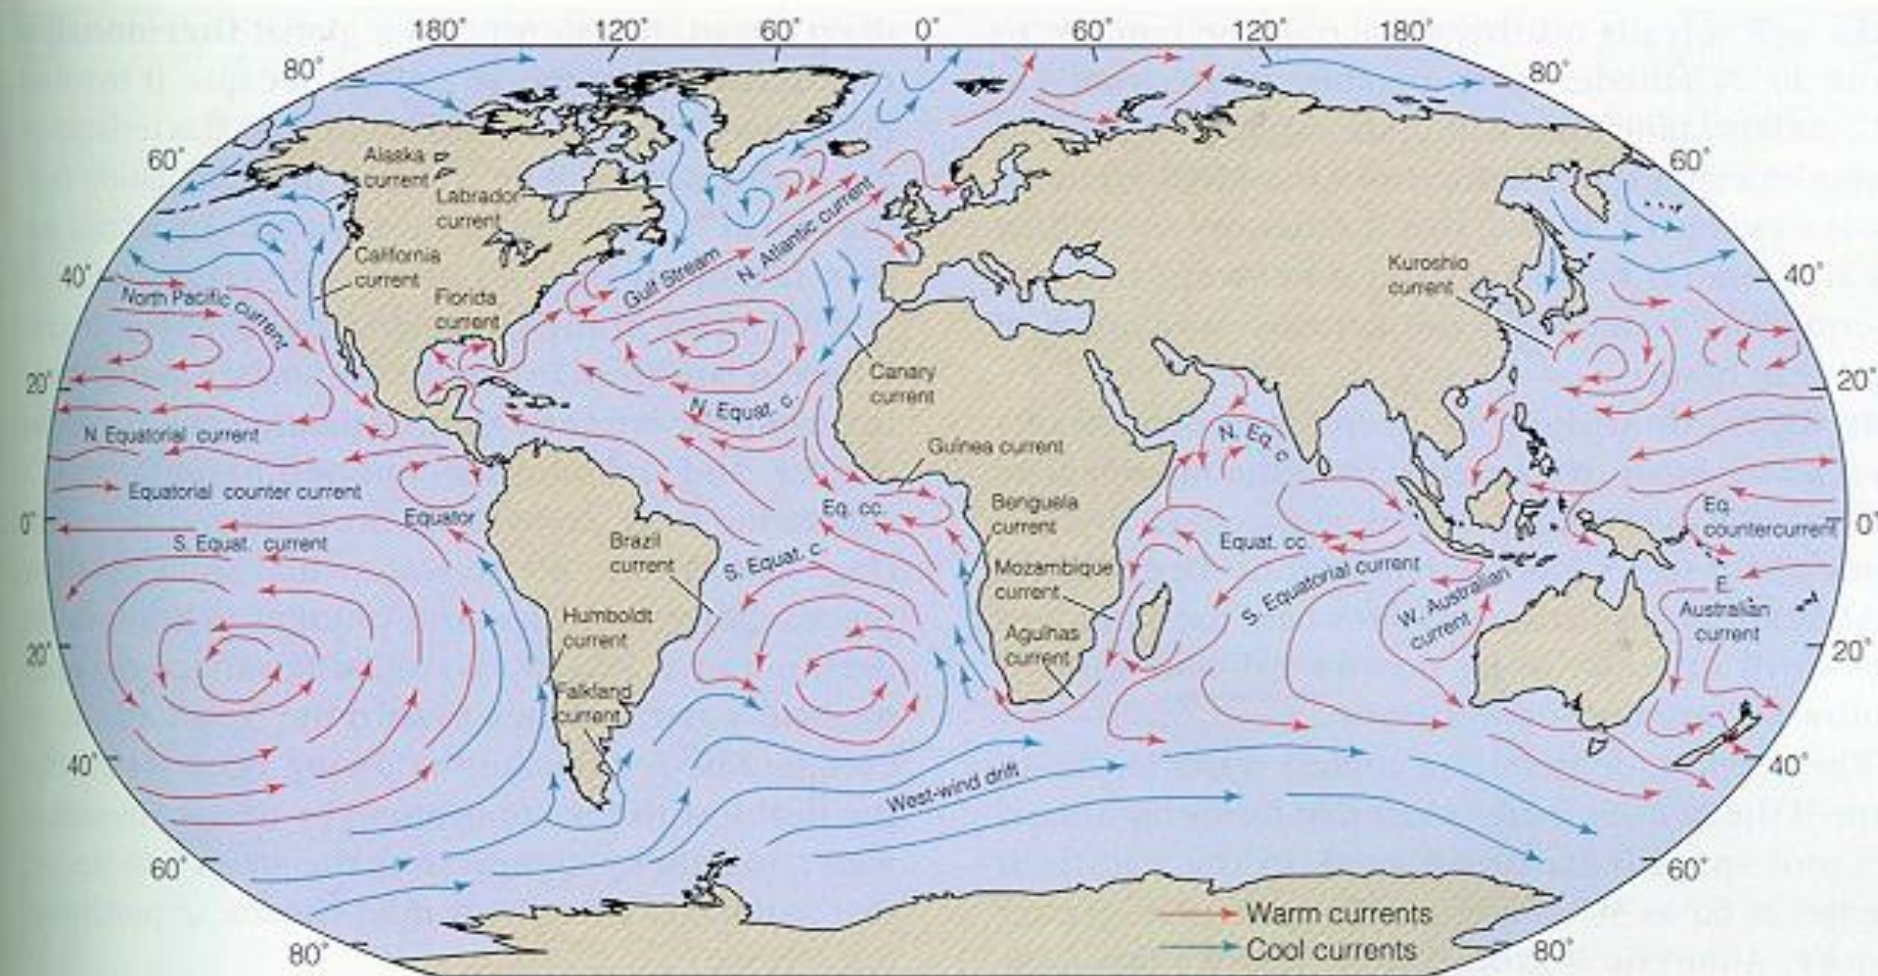 180° 120° 60° 0° 60° 120° 180°
80°
80°
60°
60°
40°
40°
20°
20°
0°
0°
20°
20°
40°
40°
60°
60°
80°
80°
Alaska
current
Labrador
current
California
current
Florida
current
North Pacific current
Gulf Stream
N. Atlantic current
Kuroshio
current
Canary
current
N. Equat. c.
N. Equatorial current
Guinea current
N. Eq. c.
Equatorial counter current
Equator
Eq. cc.
Benguela
current
Eq.
countercurrent
S. Equat. current
Brazil
current
S. Equat. c.
Equat. cc.
S. Equatorial current
Mozambique
current
W. Australian
current
E.
Australian
current
Humboldt
current
Agulhas
current
Falkland
current
West-wind drift
Warm currents
Cool currents